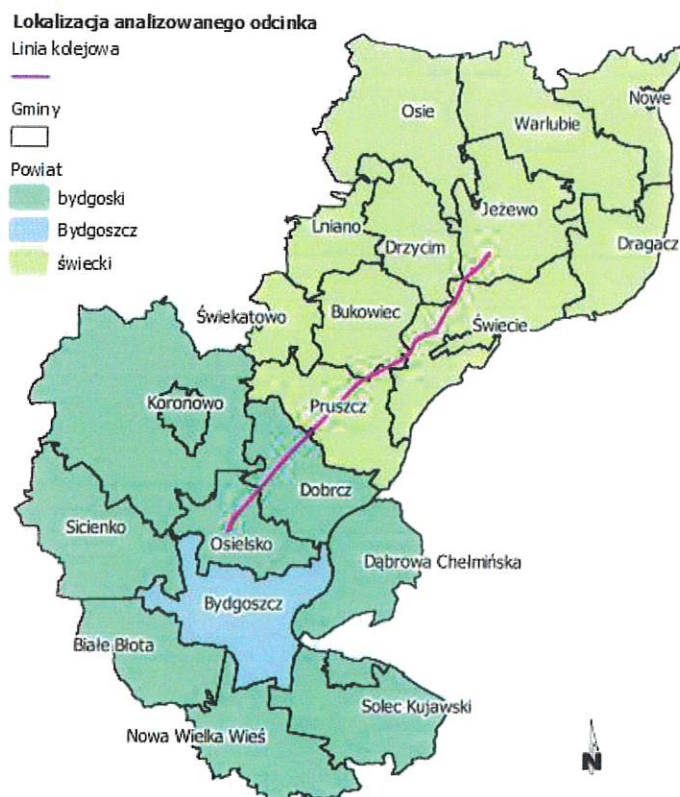 Lokalizacja analizowanego odcinka
Linia kolejowa
Gminy
Powiat
bydgoski
Bydgoszcz
świecki
Osie
Nowe
Warlubie
Jeżewo
Lniano
Drzycim
Dragacz
Świekatowo
Bukowiec
Świecie
Koronowo
Pruszcz
Dobrcz
Sicienko
Osielsko
Dąbrowa Chełmińska
Bydgoszcz
Białe Błota
Solec Kujawski
Nowa Wielka Wieś
N